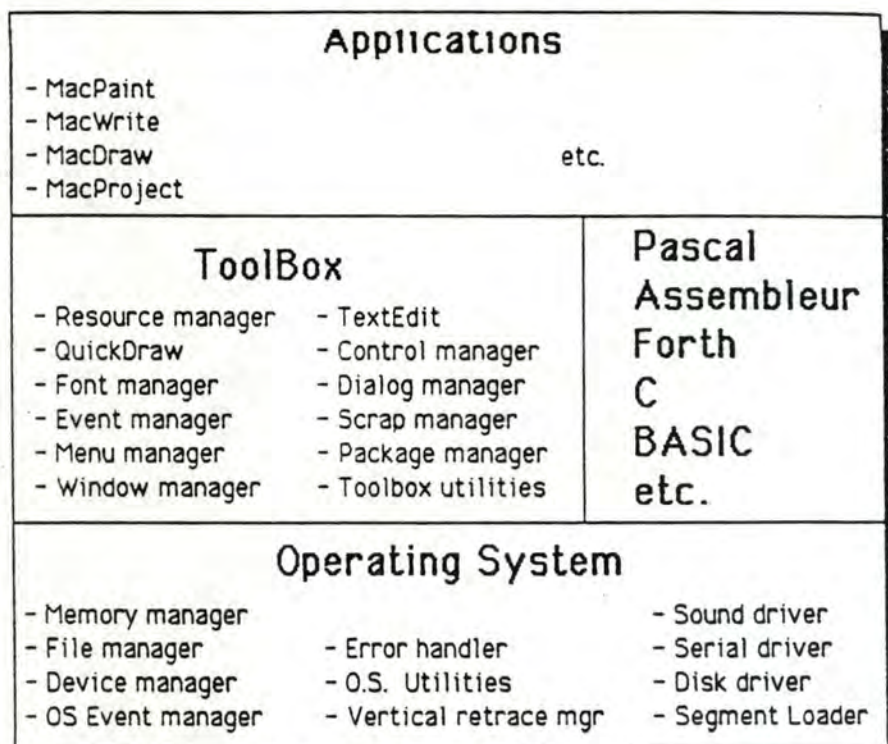 Applications
- MacPaint
- MacWrite
- MacDraw etc.
- MacProject
ToolBox
- Resource manager - TextEdit
- QuickDraw - Control manager
- Font manager - Dialog manager
- Event manager - Scrap manager
- Menu manager - Package manager
- Window manager - Toolbox utilities
Pascal
Assembleur
Forth
C
BASIC
etc.
Operating System
- Memory manager - Sound driver
- File manager - Error handler - Serial driver
- Device manager - O.S. Utilities - Disk driver
- OS Event manager - Vertical retrace mgr - Segment Loader